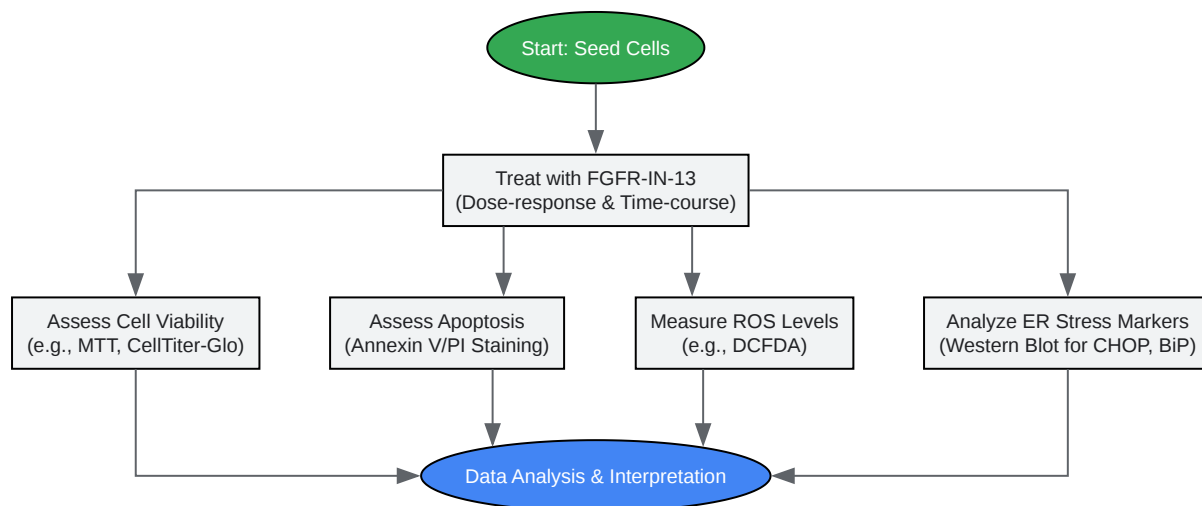 Start: Seed Cells
Treat with FGFR-IN-13
(Dose-response & Time-course)
Assess Cell Viability
(e.g., MTT, CellTiter-Glo)
Assess Apoptosis
(Annexin V/PI Staining)
Measure ROS Levels
(e.g., DCFDA)
Analyze ER Stress Markers
(Western Blot for CHOP, BiP)
Data Analysis & Interpretation